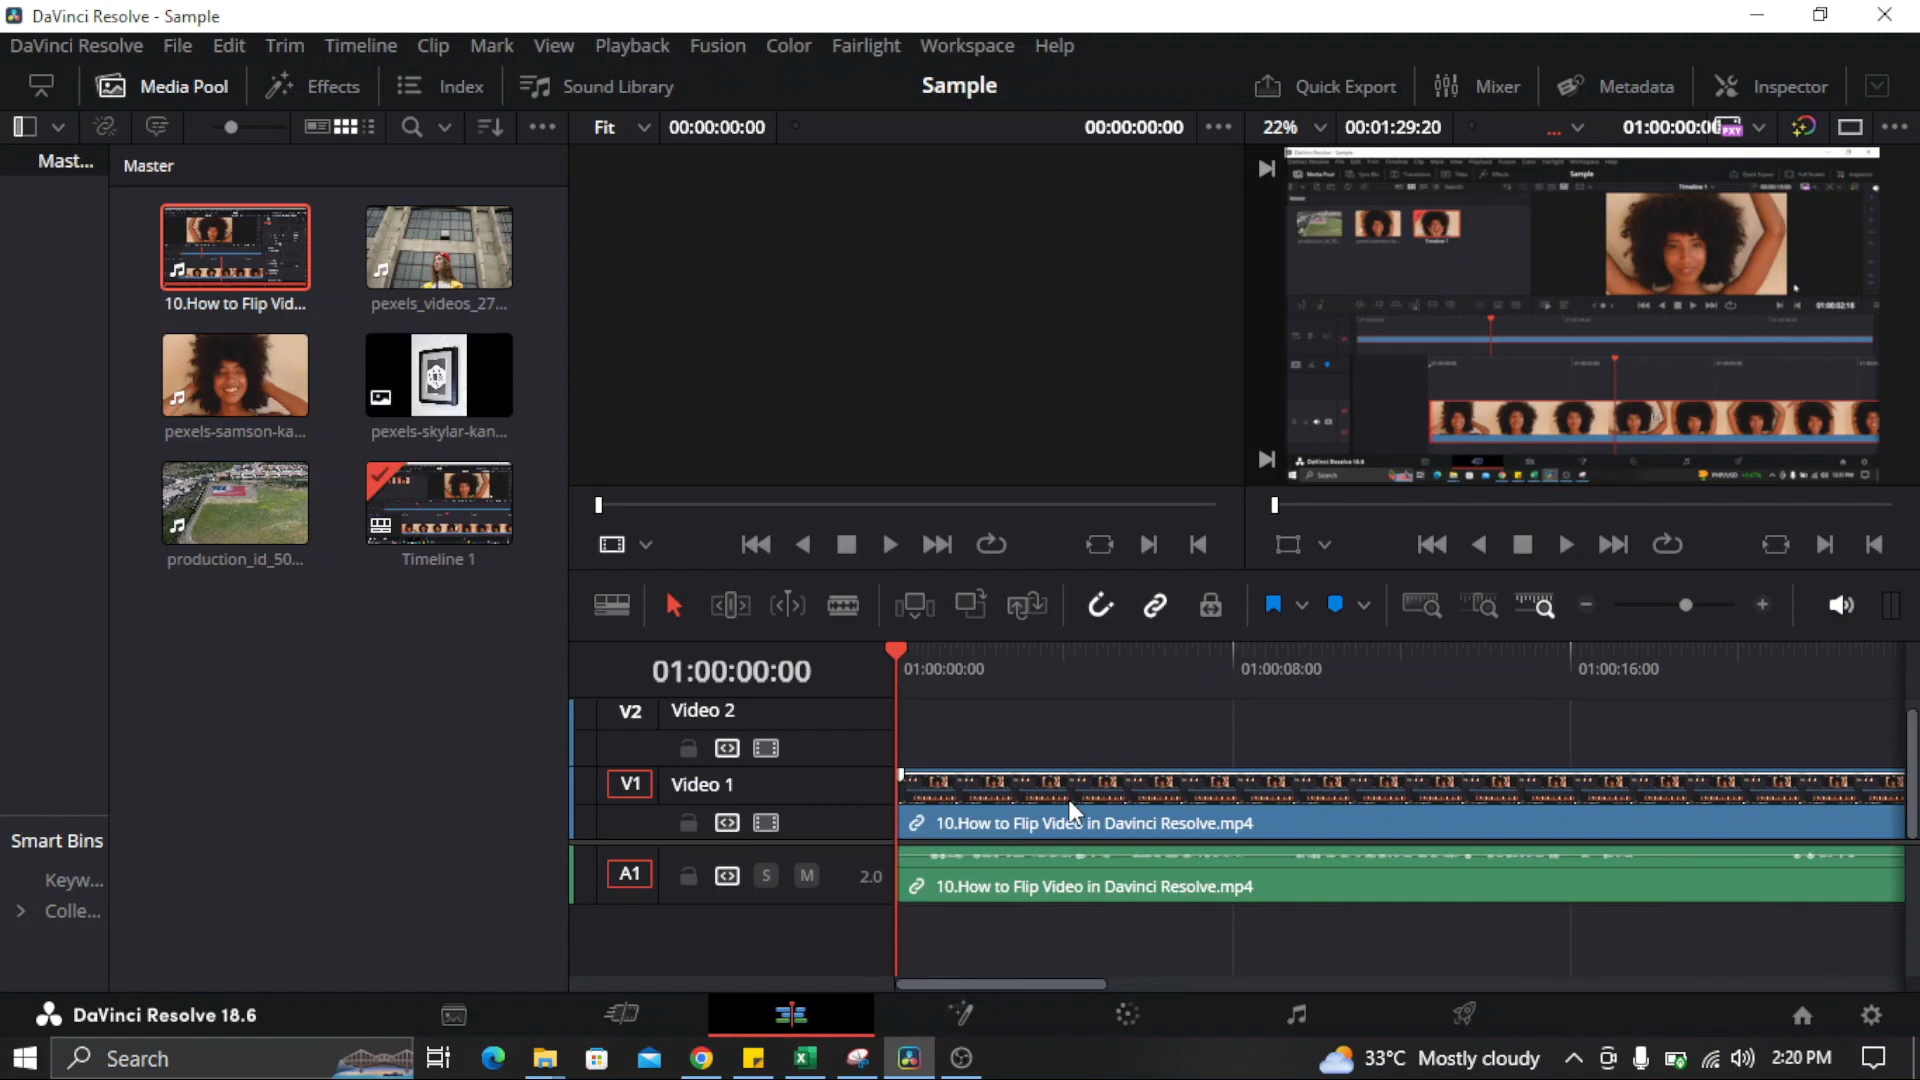 DaVinci Resolve - Sample
DaVinci Resolve File Edit Trim Timeline Clip Mark View Playback Fusion Color Fairlight Workspace Help
Media Pool Effects Index Sound Library Sample Quick Export Mixer Metadata Inspector
Fit 00:00:00:00 00:00:00:00 22% 00:01:29:20 ... 01:00:00:00 PXY
Mast... Master
10.How to Flip Vid... pexels_videos_27...
pexels-samson-ka... pexels-skylar-kan...
production_id_50... Timeline 1
01:00:00:00 01:00:00:00 01:00:08:00 01:00:16:00
V2 Video 2
V1 Video 1
10.How to Flip Video in Davinci Resolve.mp4
A1 S M 2.0 10.How to Flip Video in Davinci Resolve.mp4
Smart Bins
Keyw...
Colle...
DaVinci Resolve 18.6
Search 33°C Mostly cloudy 2:20 PM